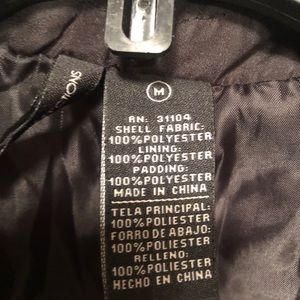 M
RN: 31104
SHELL FABRIC:
100%POLYESTER
LINING:
100%POLYESTER
PADDING:
100%POLYESTER
MADE IN CHINA
TELA PRINCIPAL:
100%POLIESTER
FORRO DE ABAJO:
100%POLIESTER
RELLENO:
100%POLIESTER
HECHO EN CHINA